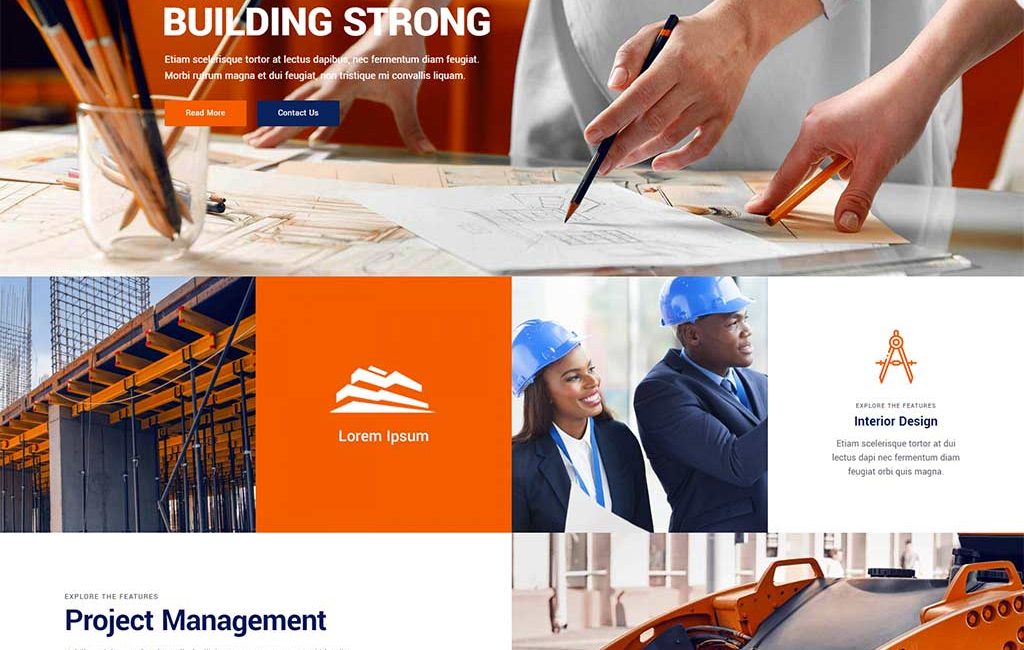 BUILDING STRONG
Etiam scelerisque tortor at lectus dapibus, nec fermentum diam feugiat.
Morbi rutrum magna et dui feugiat, non tristique mi convallis liquam.
Read More
Contact Us
Lorem Ipsum
EXPLORE THE FEATURES
Interior Design
Etiam scelerisque tortor at dui
lectus dapi nec fermentum diam
feugiat orbi quis magna.
EXPLORE THE FEATURES
Project Management